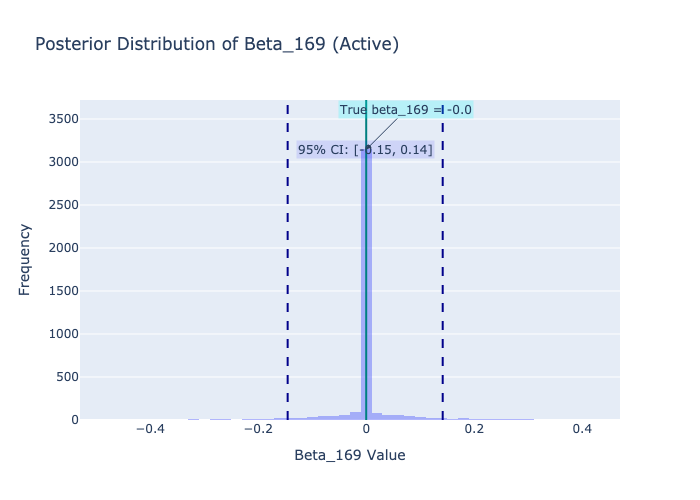 Posterior Distribution of Beta_169 (Active)
True beta_169 = -0.0
95% CI: [-0.15, 0.14]
3500
3000
2500
2000
1500
1000
500
0
Frequency
−0.4
−0.2
0
0.2
0.4
Beta_169 Value